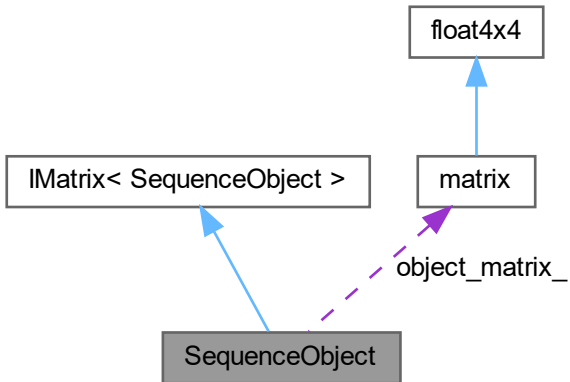 float4x4
IMatrix< SequenceObject >
matrix
object_matrix_
SequenceObject